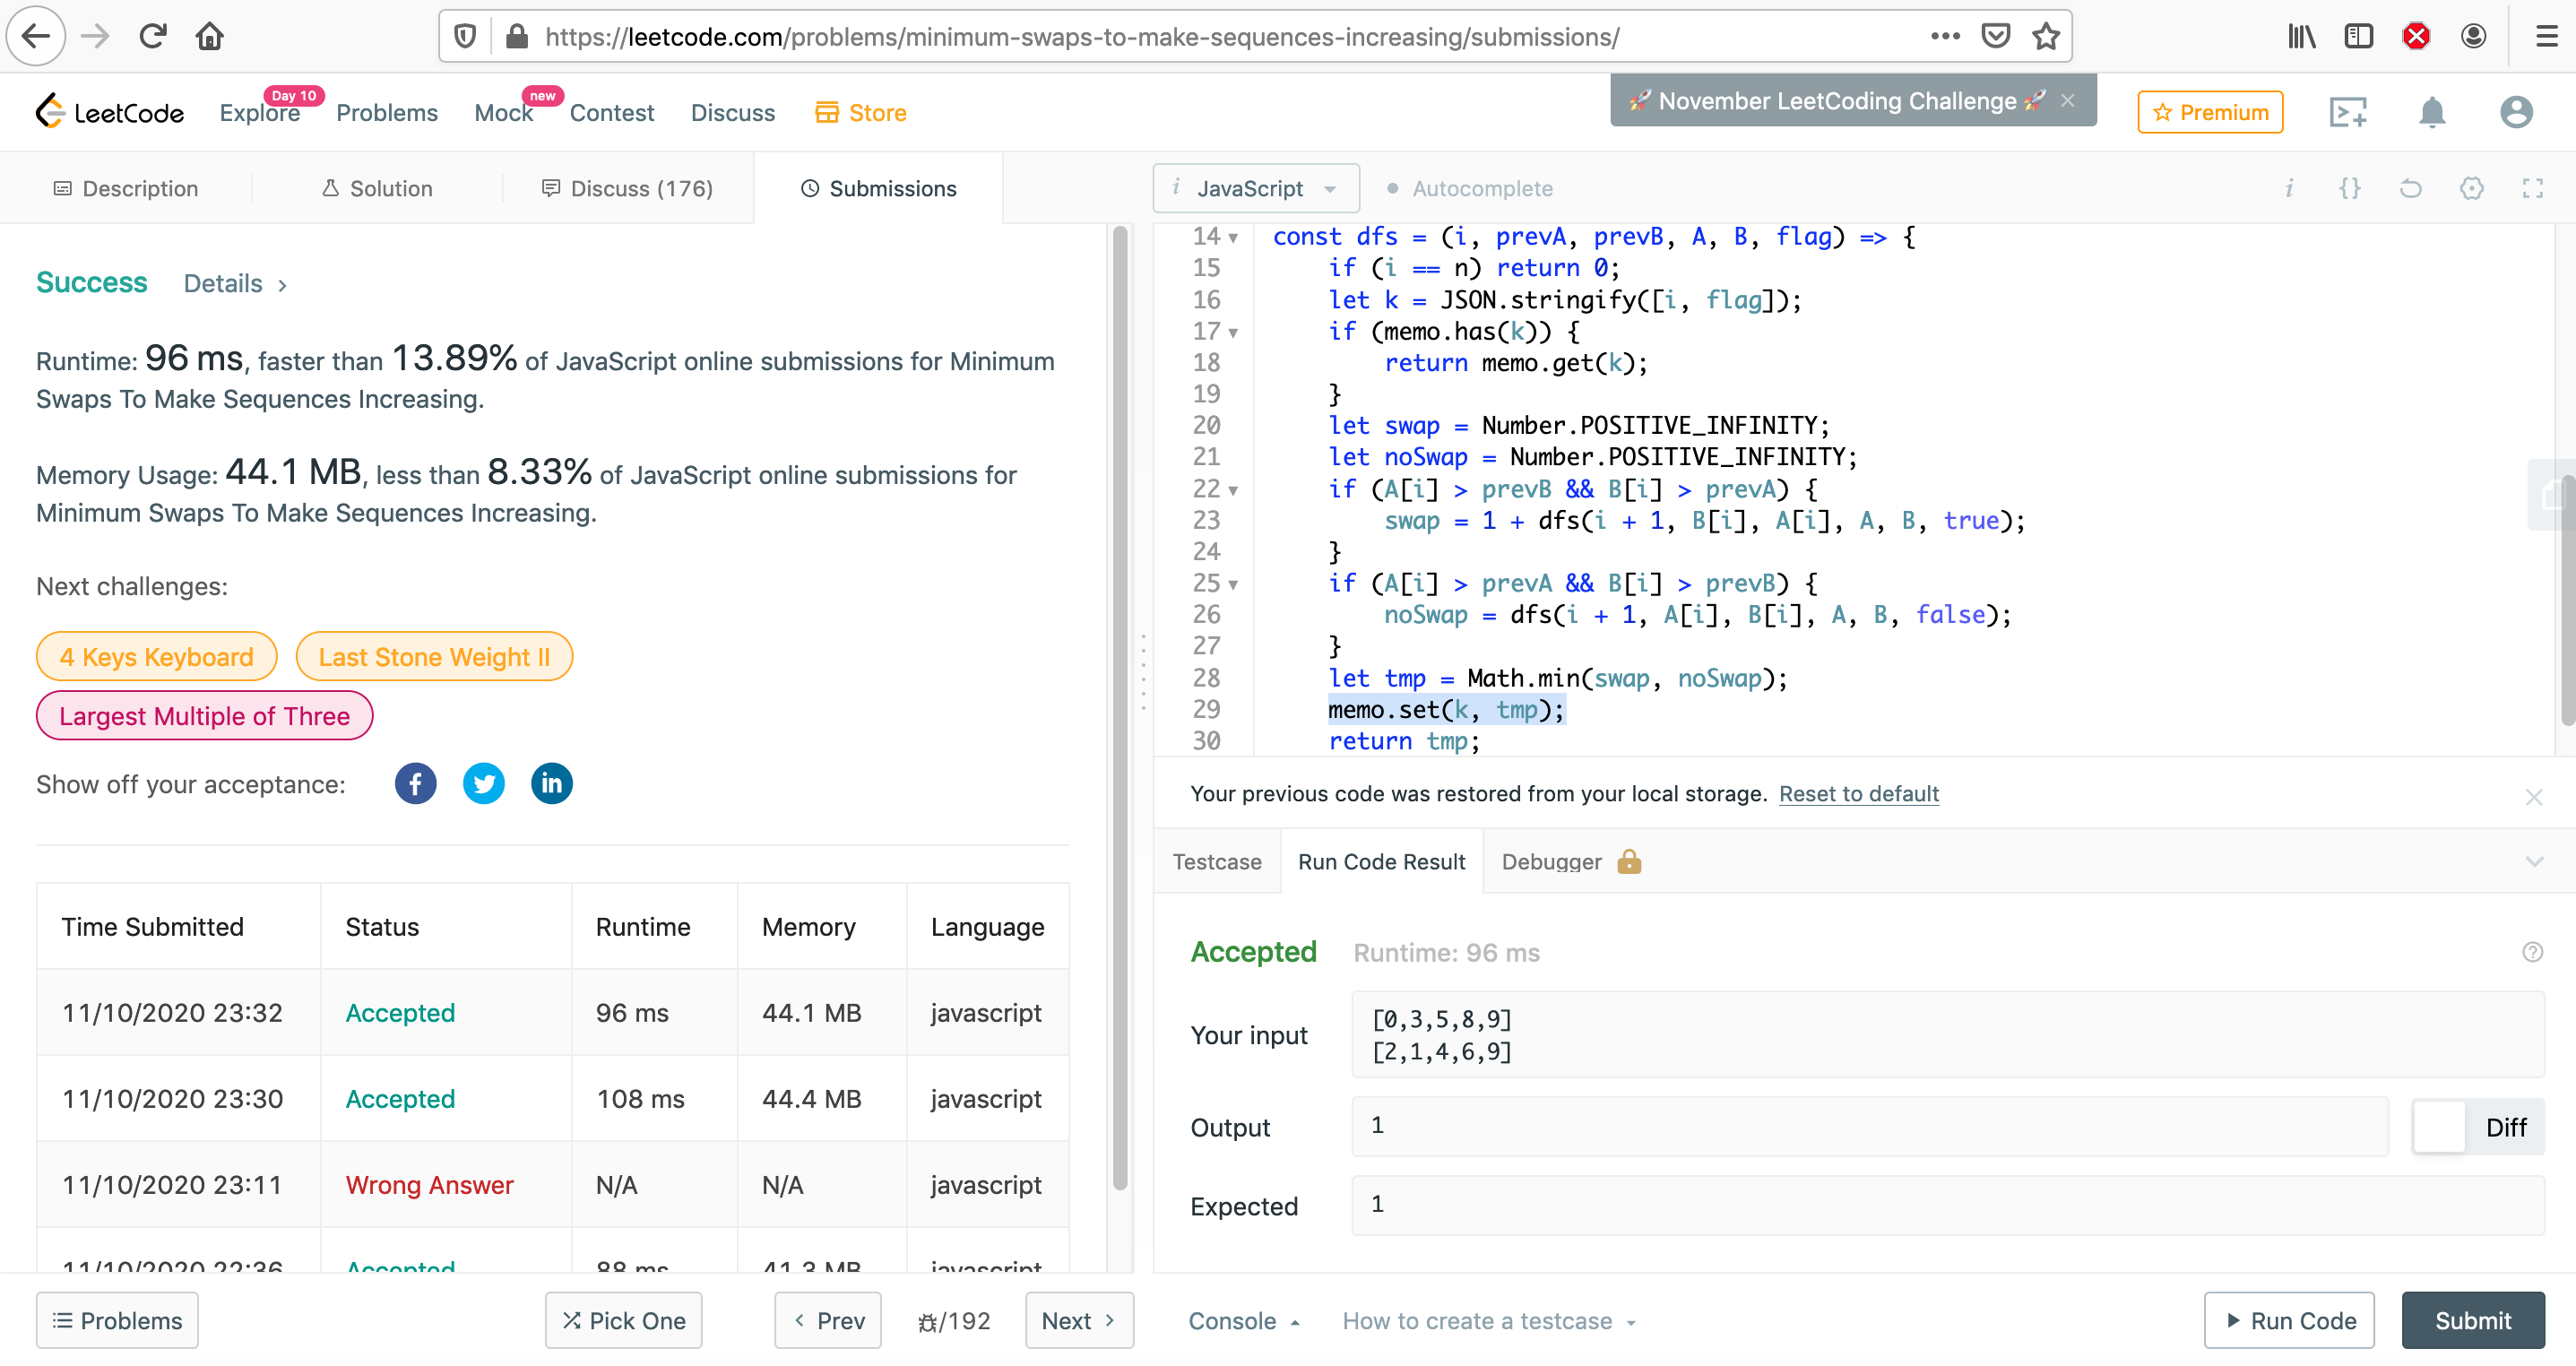 https://leetcode.com/problems/minimum-swaps-to-make-sequences-increasing/submissions/
LeetCode
Explore
Day 10
Problems
Mock
new
Contest
Discuss
Store
🚀 November LeetCoding Challenge 🚀 ×
Premium
Description
Solution
Discuss (176)
Submissions
Success Details >
Runtime: 96 ms, faster than 13.89% of JavaScript online submissions for Minimum
Swaps To Make Sequences Increasing.
Memory Usage: 44.1 MB, less than 8.33% of JavaScript online submissions for
Minimum Swaps To Make Sequences Increasing.
Next challenges:
4 Keys Keyboard
Last Stone Weight II
Largest Multiple of Three
Show off your acceptance:
Time Submitted Status Runtime Memory Language
11/10/2020 23:32 Accepted 96 ms 44.1 MB javascript
11/10/2020 23:30 Accepted 108 ms 44.4 MB javascript
11/10/2020 23:11 Wrong Answer N/A N/A javascript
11/10/2020 22:36 Accepted 88 ms 41.3 MB javascript
Problems
Pick One
< Prev
/192
Next >
i JavaScript
Autocomplete
i {}
14 const dfs = (i, prevA, prevB, A, B, flag) => {
15 if (i == n) return 0;
16 let k = JSON.stringify([i, flag]);
17 if (memo.has(k)) {
18 return memo.get(k);
19 }
20 let swap = Number.POSITIVE_INFINITY;
21 let noSwap = Number.POSITIVE_INFINITY;
22 if (A[i] > prevB && B[i] > prevA) {
23 swap = 1 + dfs(i + 1, B[i], A[i], A, B, true);
24 }
25 if (A[i] > prevA && B[i] > prevB) {
26 noSwap = dfs(i + 1, A[i], B[i], A, B, false);
27 }
28 let tmp = Math.min(swap, noSwap);
29 memo.set(k, tmp);
30 return tmp;
Your previous code was restored from your local storage. Reset to default
Testcase
Run Code Result
Debugger
Accepted Runtime: 96 ms
Your input
[0,3,5,8,9]
[2,1,4,6,9]
Output
1
Diff
Expected
1
Console
How to create a testcase
Run Code
Submit